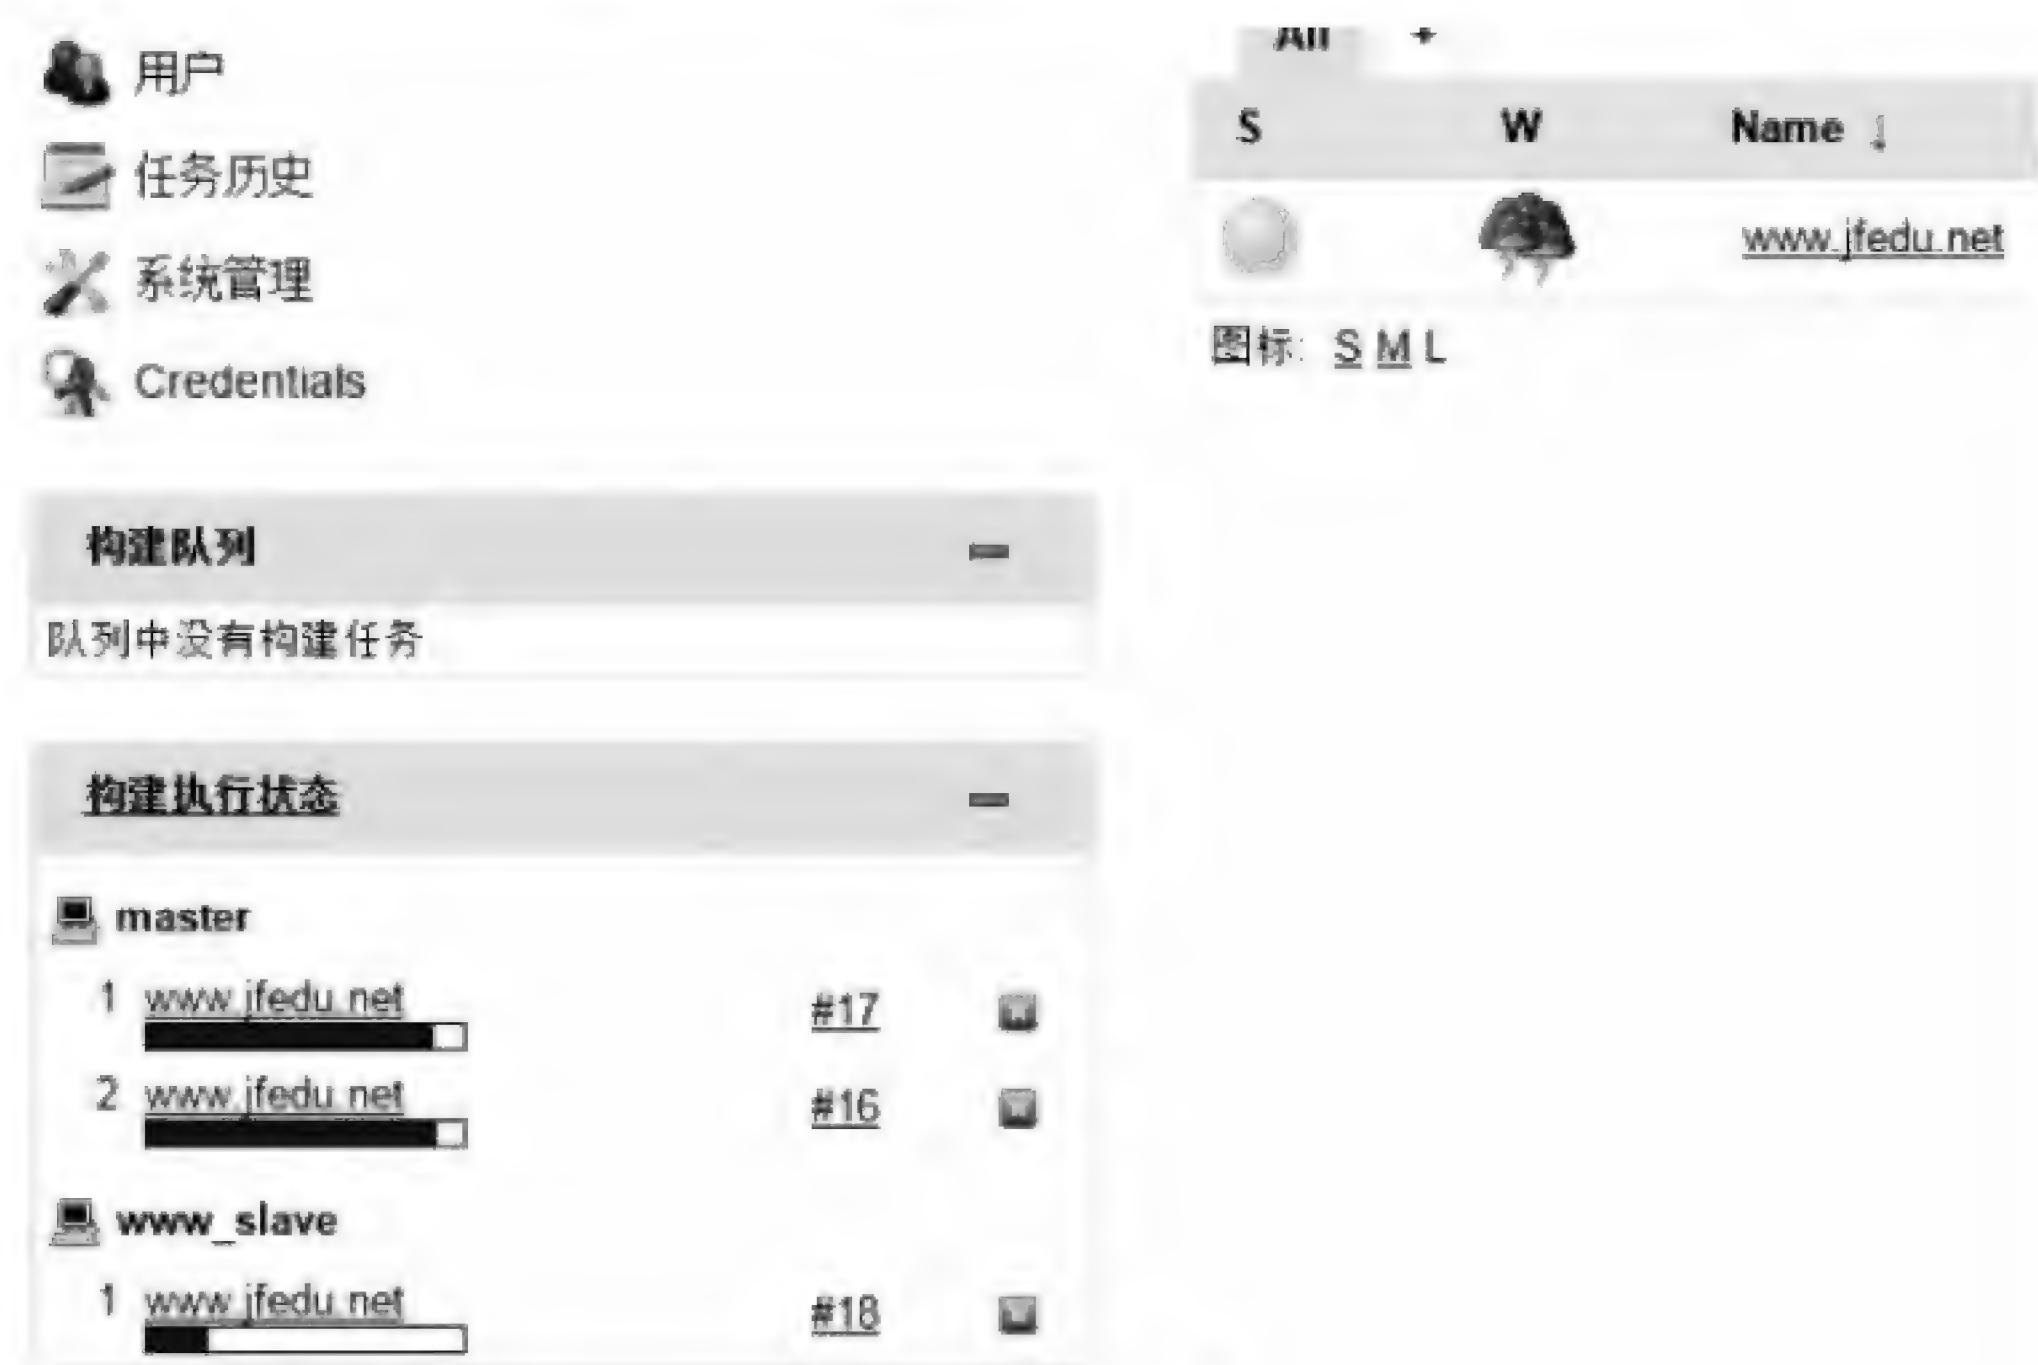 用户
任务历史
系统管理
Credentials
构建队列
队列中没有构建任务
构建执行状态
master
1 www.jfedu.net #17
2 www.jfedu.net #16
www_slave
1 www.jfedu.net #18
All +
S W Name ↓
www.jfedu.net
图标: S M L